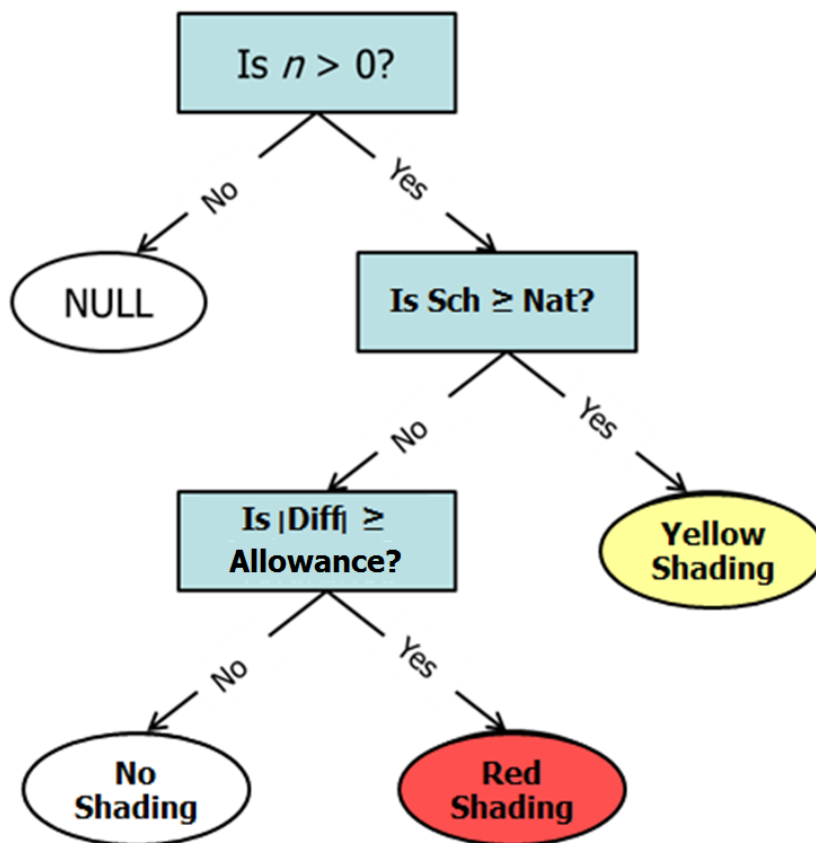 Is n > 0?
No
Yes
NULL
Is Sch ≥ Nat?
No
Yes
Is |Diff| ≥
Allowance?
Yellow
Shading
No
Yes
No
Shading
Red
Shading